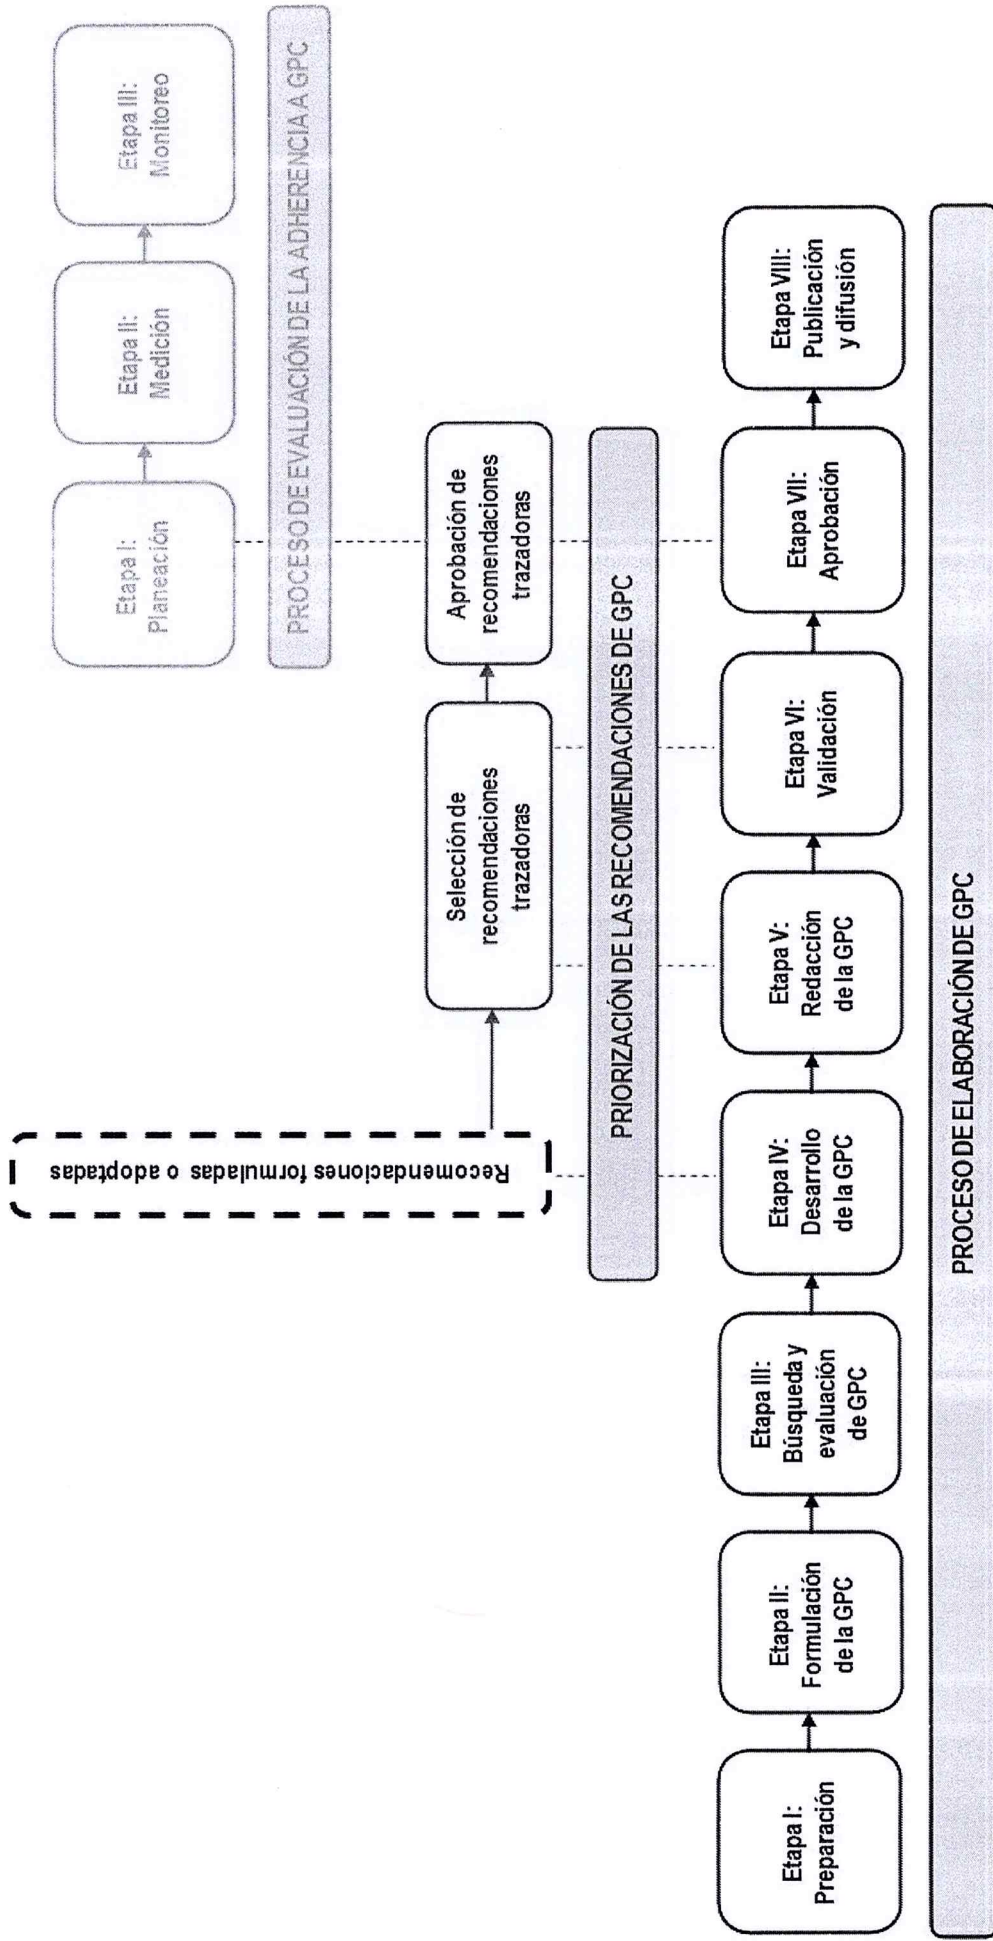 Etapa I:
Planeación
Etapa II:
Medición
Etapa III:
Monitoreo
PROCESO DE EVALUACIÓN DE LA ADHERENCIA A GPC
Recomendaciones formuladas o adoptadas
Selección de
recomendaciones
trazadoras
Aprobación de
recomendaciones
trazadoras
PRIORIZACIÓN DE LAS RECOMENDACIONES DE GPC
Etapa I:
Preparación
Etapa II:
Formulación
de la GPC
Etapa III:
Búsqueda y
evaluación
de GPC
Etapa IV:
Desarrollo
de la GPC
Etapa V:
Redacción
de la GPC
Etapa VI:
Validación
Etapa VII:
Aprobación
Etapa VIII:
Publicación
y difusión
PROCESO DE ELABORACIÓN DE GPC